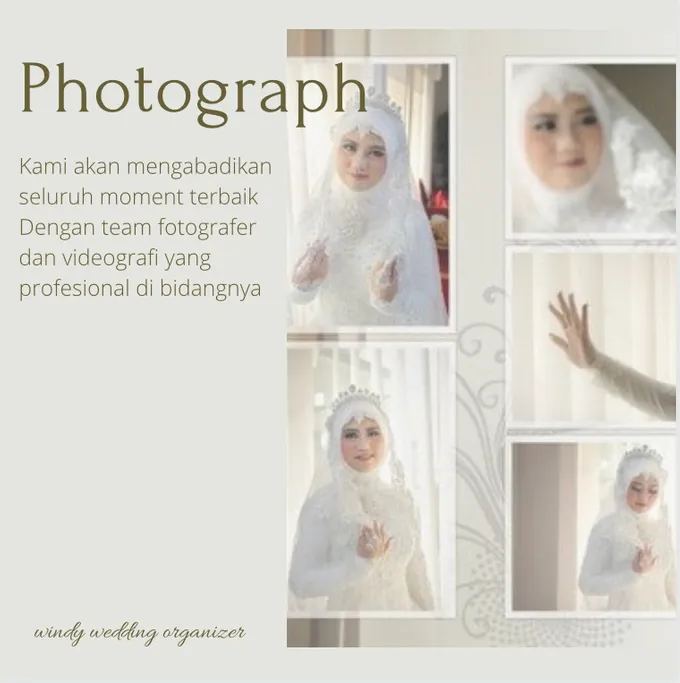 Photograph
Kami akan mengabadikan
seluruh moment terbaik
Dengan team fotografer
dan videografi yang
profesional di bidangnya
windy wedding organizer